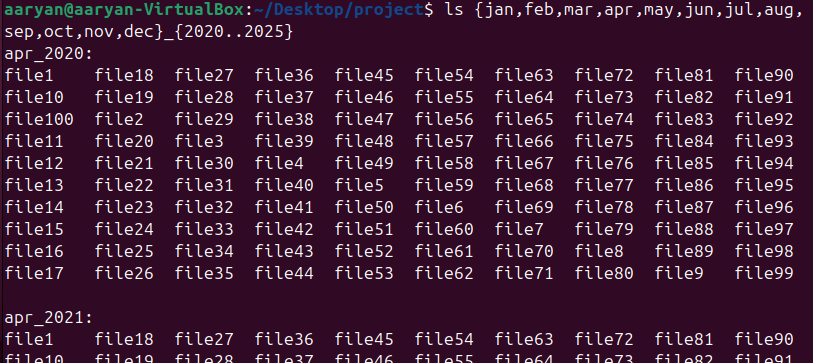 aaryan@aaryan-VirtualBox:~/Desktop/project$ ls {jan,feb,mar,apr,may,jun,jul,aug,
sep,oct,nov,dec}_{2020..2025}
apr_2020:
file1 file18 file27 file36 file45 file54 file63 file72 file81 file90
file10 file19 file28 file37 file46 file55 file64 file73 file82 file91
file100 file2 file29 file38 file47 file56 file65 file74 file83 file92
file11 file20 file3 file39 file48 file57 file66 file75 file84 file93
file12 file21 file30 file4 file49 file58 file67 file76 file85 file94
file13 file22 file31 file40 file5 file59 file68 file77 file86 file95
file14 file23 file32 file41 file50 file6 file69 file78 file87 file96
file15 file24 file33 file42 file51 file60 file7 file79 file88 file97
file16 file25 file34 file43 file52 file61 file70 file8 file89 file98
file17 file26 file35 file44 file53 file62 file71 file80 file9 file99
apr_2021:
file1 file18 file27 file36 file45 file54 file63 file72 file81 file90
file10 file19 file28 file37 file46 file55 file64 file73 file82 file91